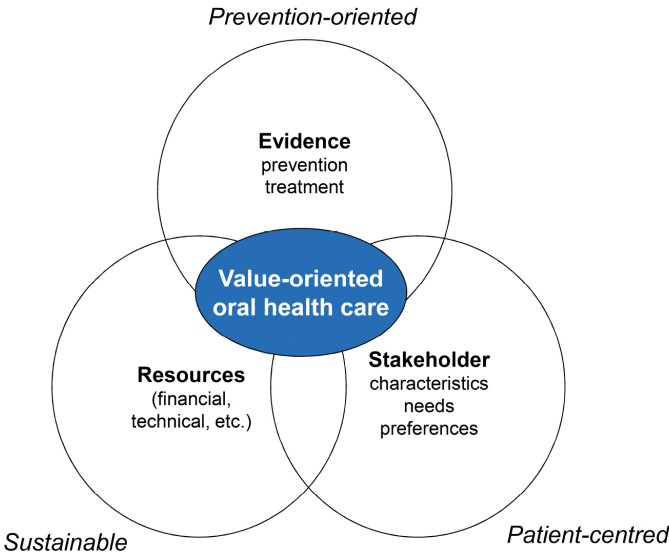 Prevention-oriented
Evidence
prevention
treatment
Value-oriented
oral health care
Resources
(financial,
technical, etc.)
Stakeholder
characteristics
needs
preferences
Sustainable
Patient-centred